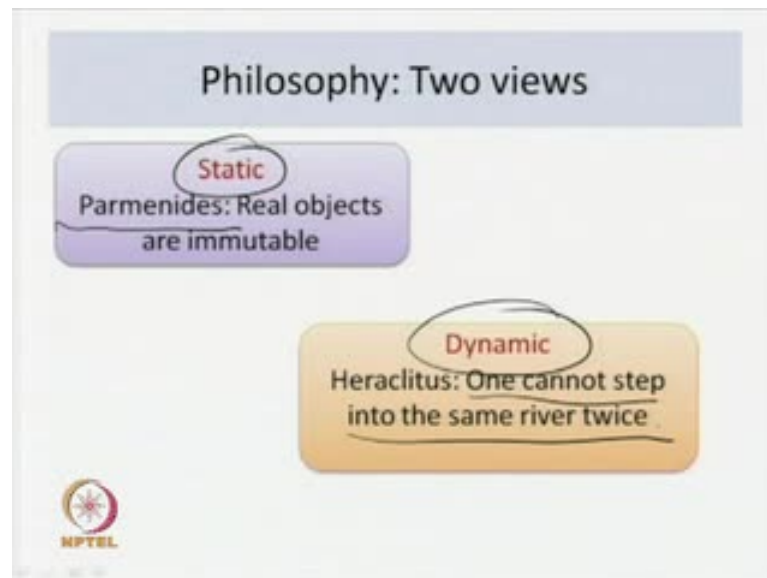 Philosophy: Two views
Static
Parmenides: Real objects
are immutable
Dynamic
Heraclitus: One cannot step
into the same river twice
NPTEL